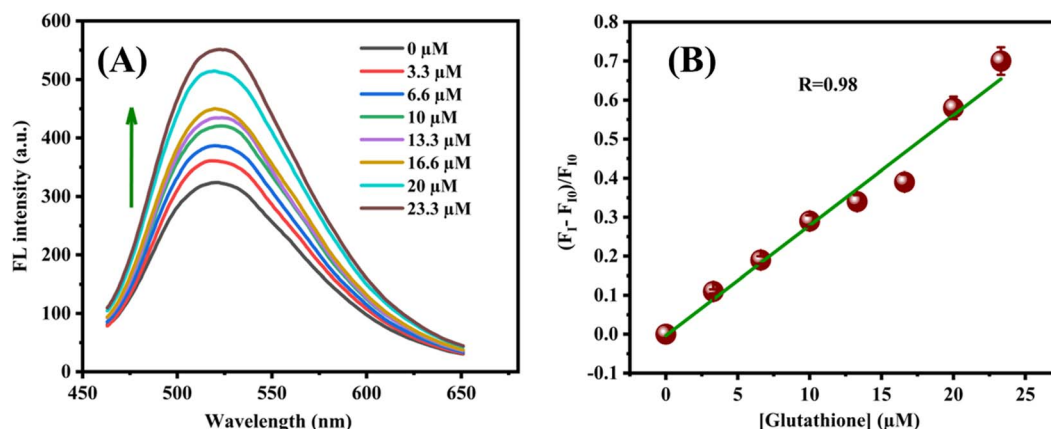 (A)
600
500
400
300
200
100
0
FL intensity (a.u.)
450
500
550
600
650
Wavelength (nm)
0 µM
3.3 µM
6.6 µM
10 µM
13.3 µM
16.6 µM
20 µM
23.3 µM
(B)
R=0.98
0.8
0.7
0.6
0.5
0.4
0.3
0.2
0.1
0.0
-0.1
(F_I- F_I0)/F_I0
0
5
10
15
20
25
[Glutathione] (µM)